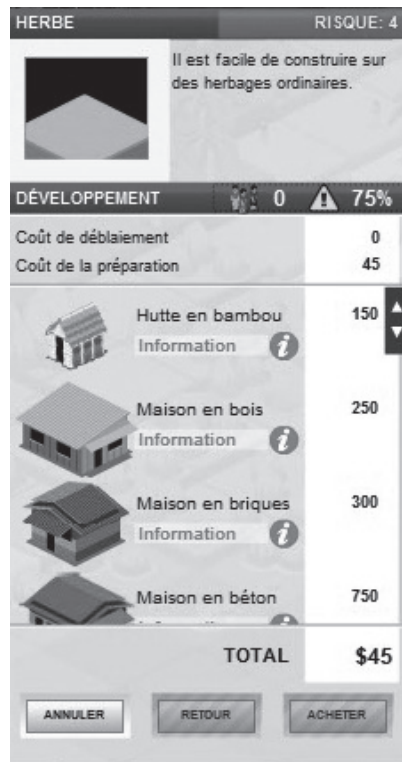 HERBE RISQUE: 4
Il est facile de construire sur
des herbages ordinaires.
DÉVELOPPEMENT 0 75%
Coût de déblaiement 0
Coût de la préparation 45
Hutte en bambou 150
Information i
Maison en bois 250
Information i
Maison en briques 300
Information i
Maison en béton 750
TOTAL $45
ANNULER RETOUR ACHETER